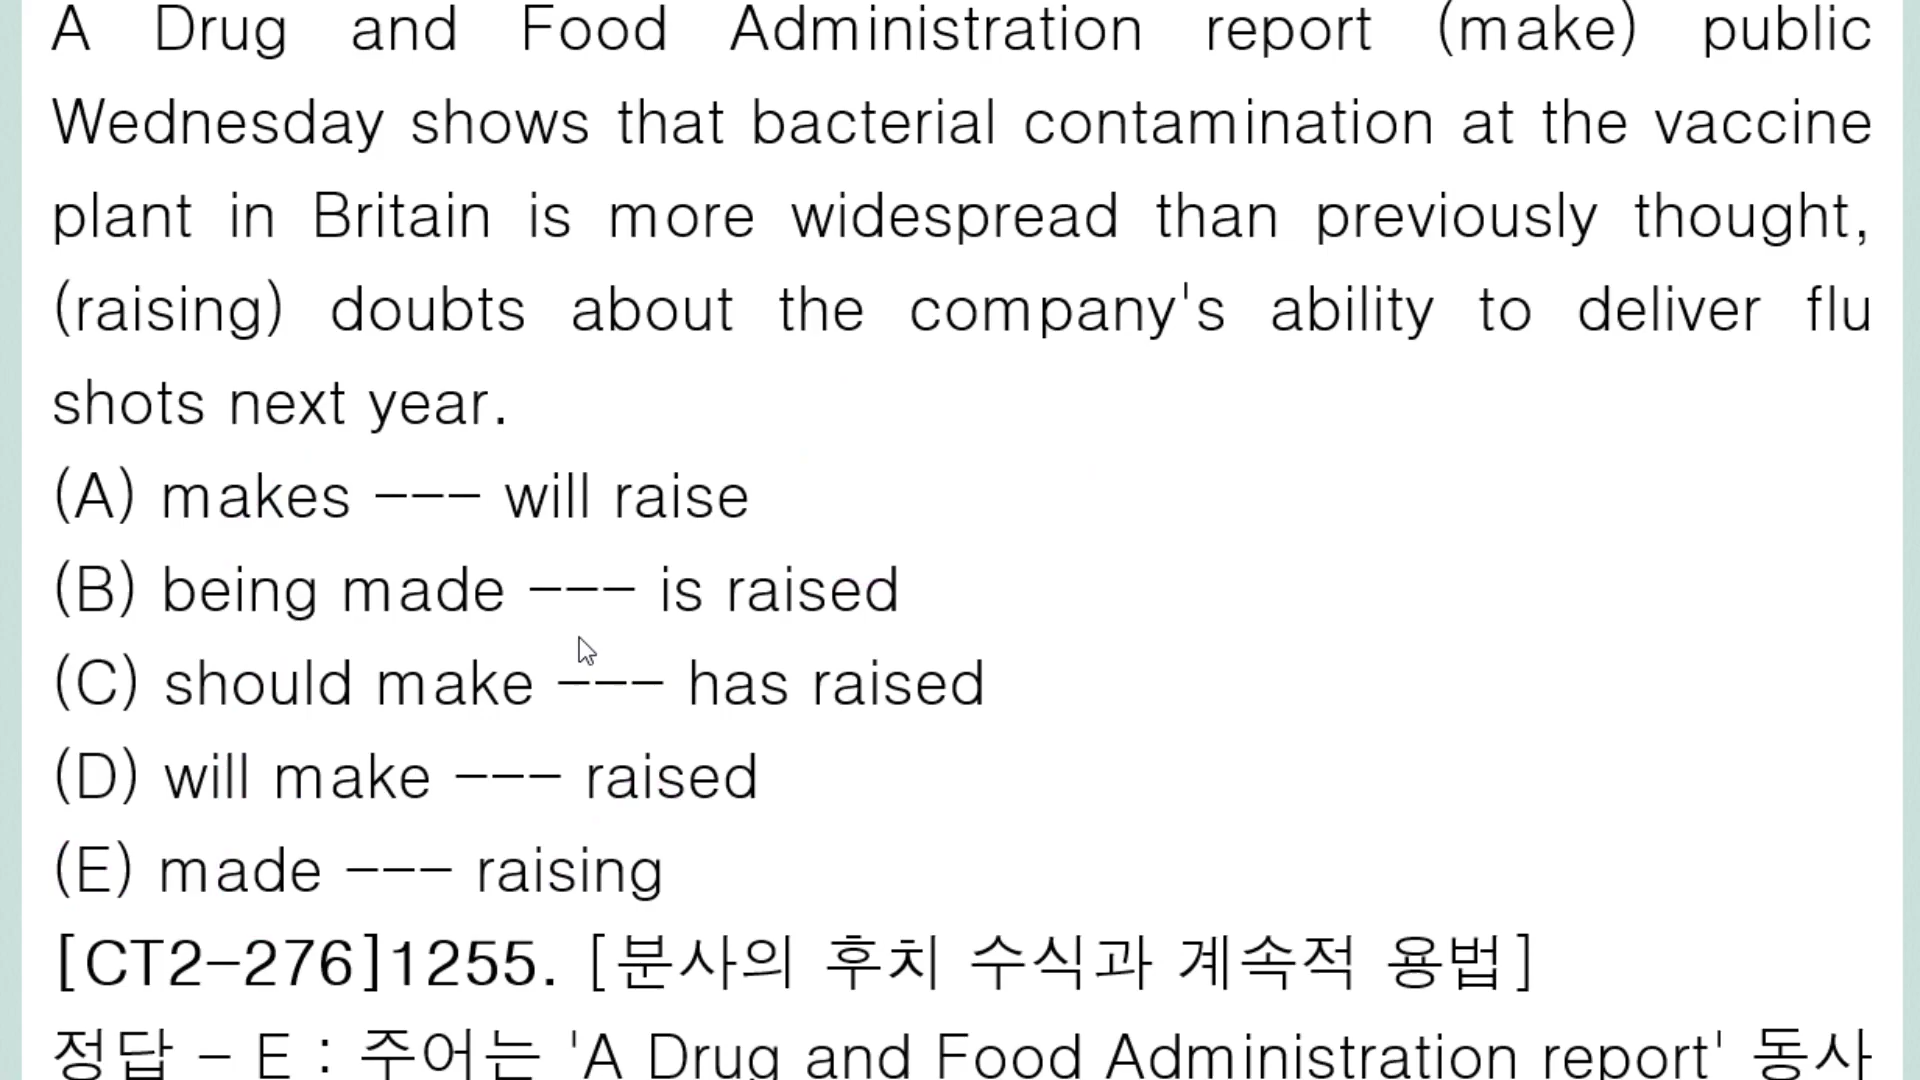 A Drug and Food Administration report (make) public
Wednesday shows that bacterial contamination at the vaccine
plant in Britain is more widespread than previously thought,
(raising) doubts about the company's ability to deliver flu
shots next year.
(A) makes --- will raise
(B) being made --- is raised
(C) should make --- has raised
(D) will make --- raised
(E) made --- raising
[CT2-276]1255. [분사의 후치 수식과 계속적 용법]
정답 - E : 주어는 'A Drug and Food Administration report' 동사